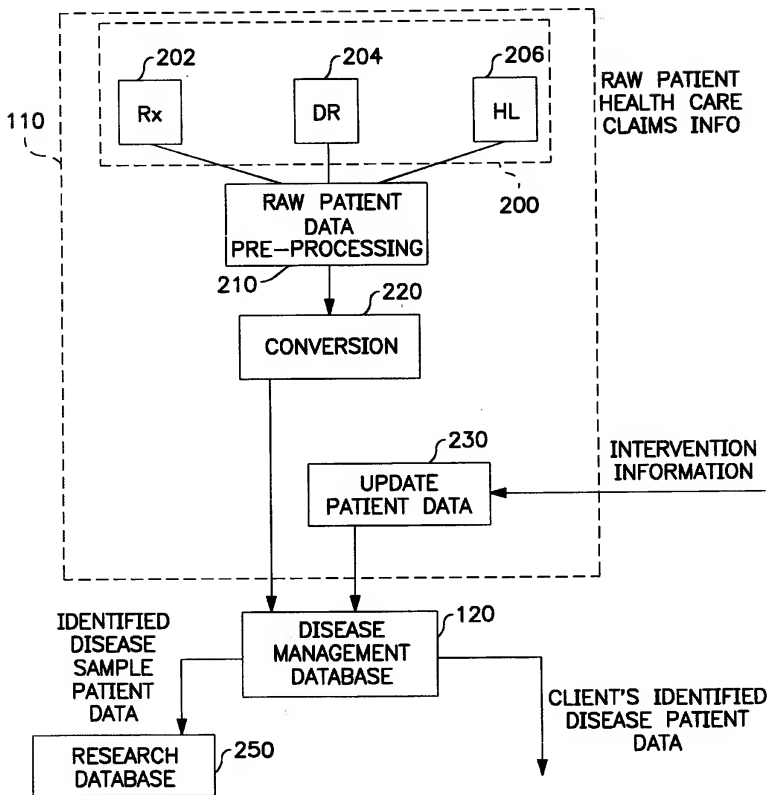 202
204
206
Rx
DR
HL
RAW PATIENT
HEALTH CARE
CLAIMS INFO
110
200
RAW PATIENT
DATA
PRE-PROCESSING
210
220
CONVERSION
230
UPDATE
PATIENT DATA
INTERVENTION
INFORMATION
120
DISEASE
MANAGEMENT
DATABASE
IDENTIFIED
DISEASE
SAMPLE
PATIENT
DATA
CLIENT'S IDENTIFIED
DISEASE PATIENT
DATA
RESEARCH
DATABASE
250